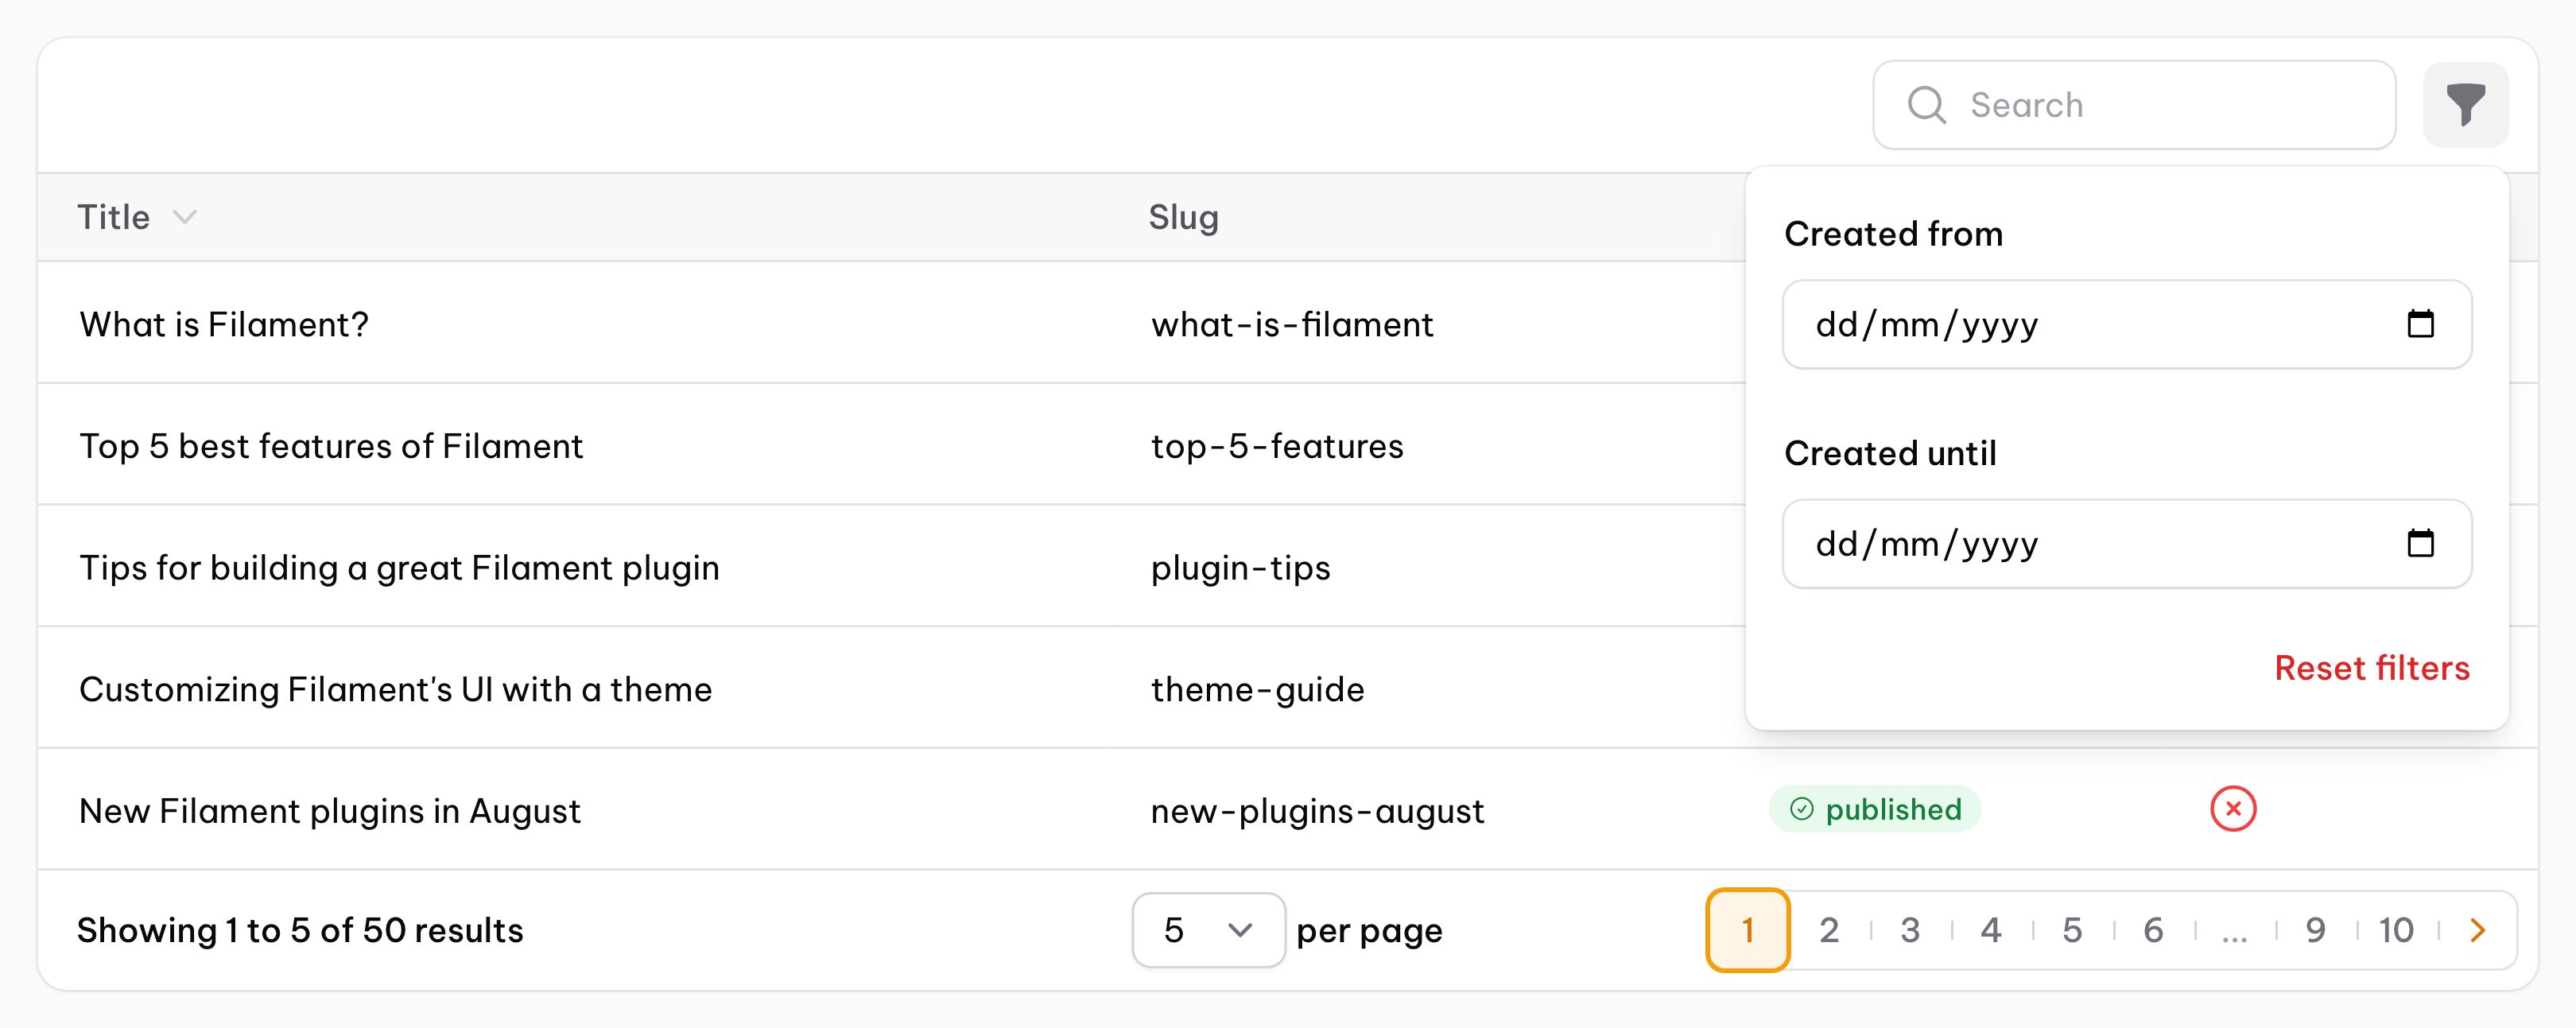 Search
Title
Slug
Created from
dd/mm/yyyy
Created until
dd/mm/yyyy
Reset filters
What is Filament?
what-is-filament
Top 5 best features of Filament
top-5-features
Tips for building a great Filament plugin
plugin-tips
Customizing Filament's UI with a theme
theme-guide
New Filament plugins in August
new-plugins-august
published
Showing 1 to 5 of 50 results
5
per page
1 2 3 4 5 6 ... 9 10